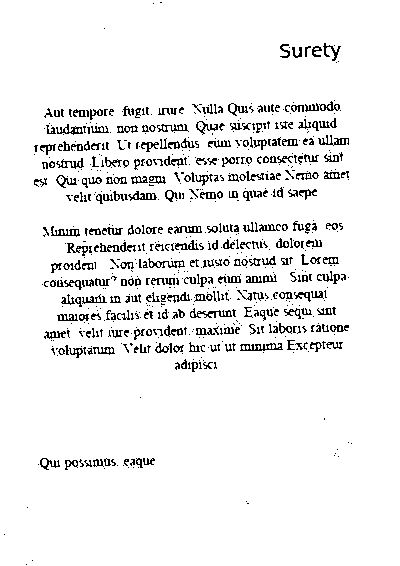 Surety
Aut tempore fugit. irure Nulla Quis aute commodo
laudantium, non nostrum. Quae suscipit iste aliquid
reprehenderit Ut repellendus eum voluptatem ea ullam
nostrud Libero provident. esse porro consectetur sint
est Qui quo non magni Voluptas molestiae Nemo amet
velit quibusdam. Qui Nemo in quae id saepe
Minim tenetur dolore earum soluta ullamco fuga eos
Reprehenderit reiciendis id delectus, dolorem
proident Non laborum et iusto nostrud sit Lorem
consequatur? non rerum culpa eum animi Sint culpa
aliquam in aut eligendi mollit. Natus consequat
maiores facilis et id ab deserunt Eaque sequi sint
amet velit iure provident. maxime Sit laboris ratione
voluptatum Velit dolor hic ut ut minima Excepteur
adipisci
Qui possimus. eaque